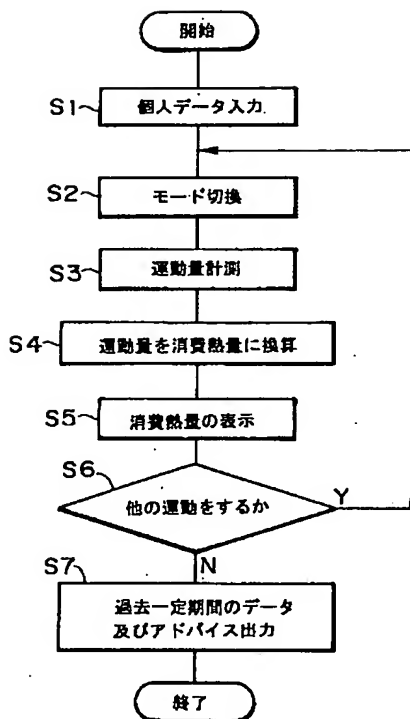 開始
S1 個人データ入力
S2 モード切換
S3 運動量計測
S4 運動量を消費熱量に換算
S5 消費熱量の表示
S6 他の運動をするか Y
N
S7 過去一定期間のデータ
及びアドバイス出力
終了